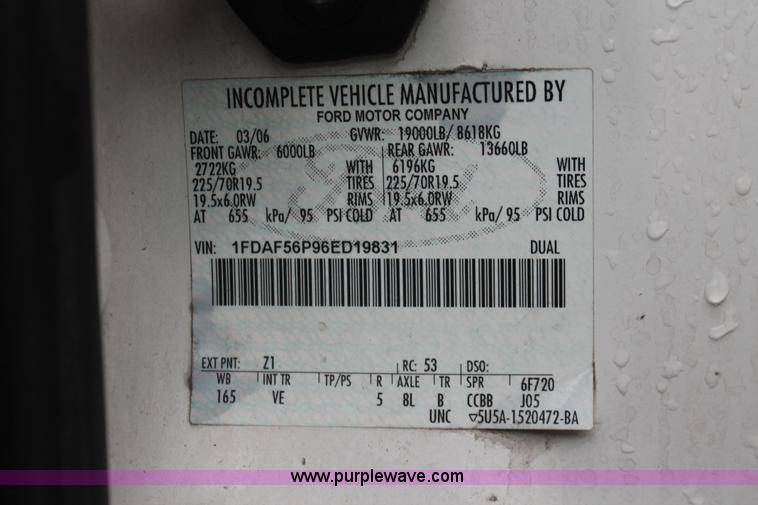 INCOMPLETE VEHICLE MANUFACTURED BY
FORD MOTOR COMPANY
DATE: 03/06 GVWR: 19000LB/ 8618KG
FRONT GAWR: 6000LB REAR GAWR: 13660LB
2722KG WITH 6196KG WITH
225/70R19.5 TIRES 225/70R19.5 TIRES
19.5x6.0RW RIMS 19.5x6.0RW RIMS
AT 655 kPa/ 95 PSI COLD AT 655 kPa/ 95 PSI COLD
VIN: 1FDAF56P96ED19831 DUAL
EXT PNT: Z1 RC: 53 DSO:
WB INT TR TP/PS R AXLE TR SPR 6F720
165 VE 5 8L B CCBB J05
UNC ▽5U5A-1520472-BA
www.purplewave.com